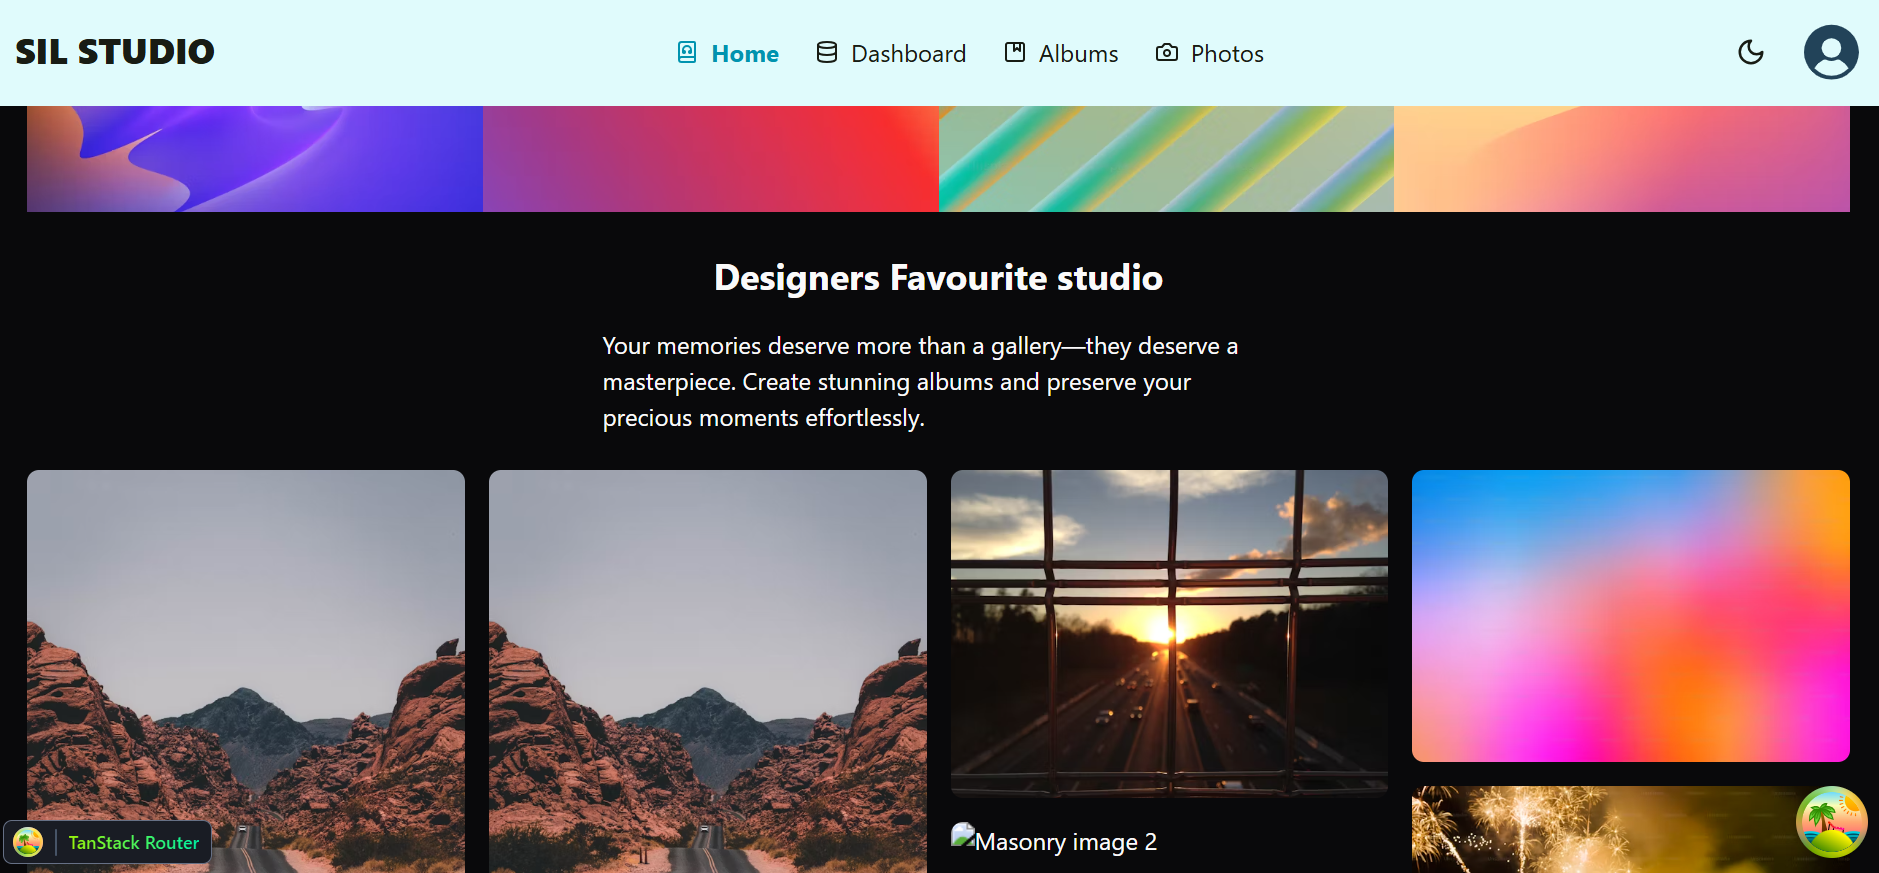 SIL STUDIO
Home
Dashboard
Albums
Photos
Designers Favourite studio
Your memories deserve more than a gallery—they deserve a
masterpiece. Create stunning albums and preserve your
precious moments effortlessly.
Masonry image 2
TanStack Router